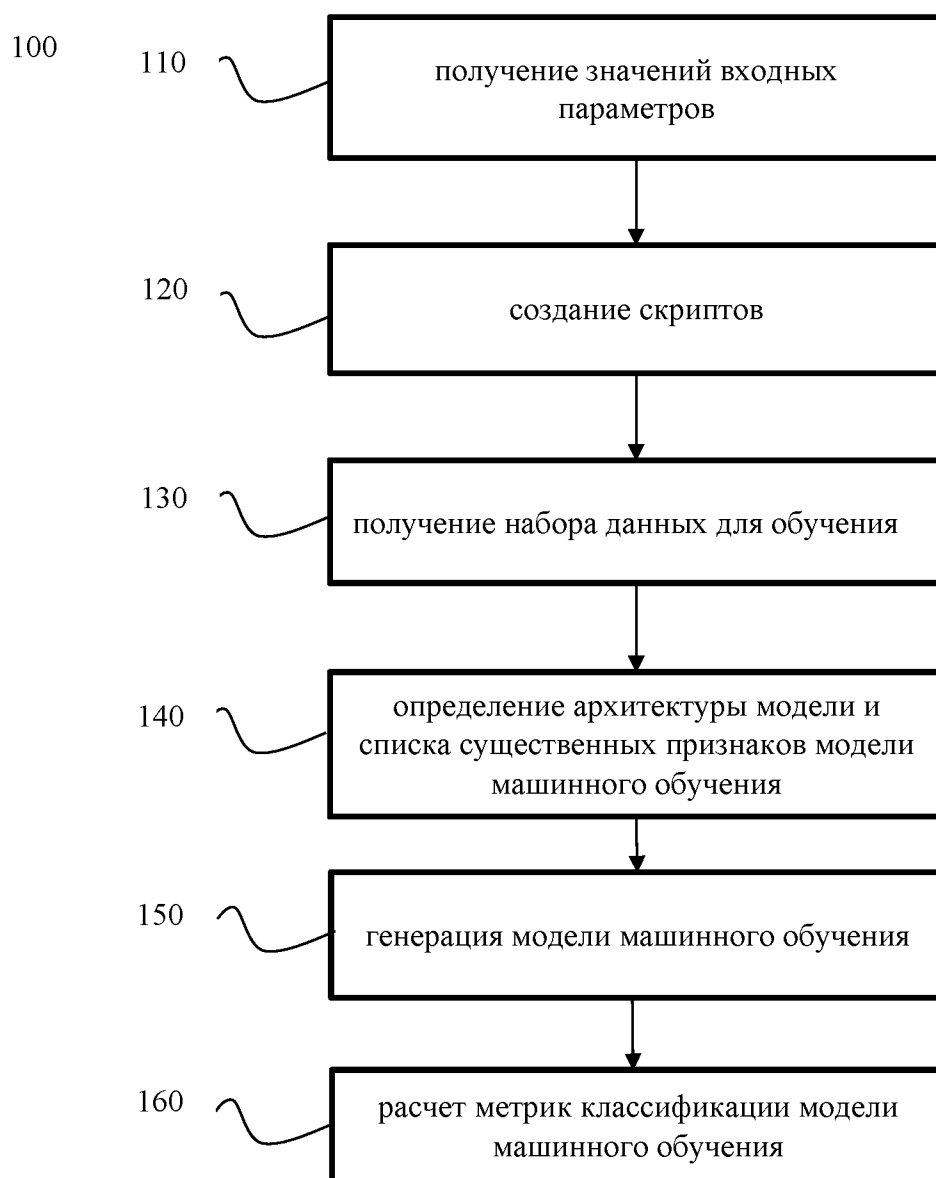 100
110
получение значений входных
параметров
120
создание скриптов
130
получение набора данных для обучения
140
определение архитектуры модели и
списка существенных признаков модели
машинного обучения
150
генерация модели машинного обучения
160
расчет метрик классификации модели
машинного обучения